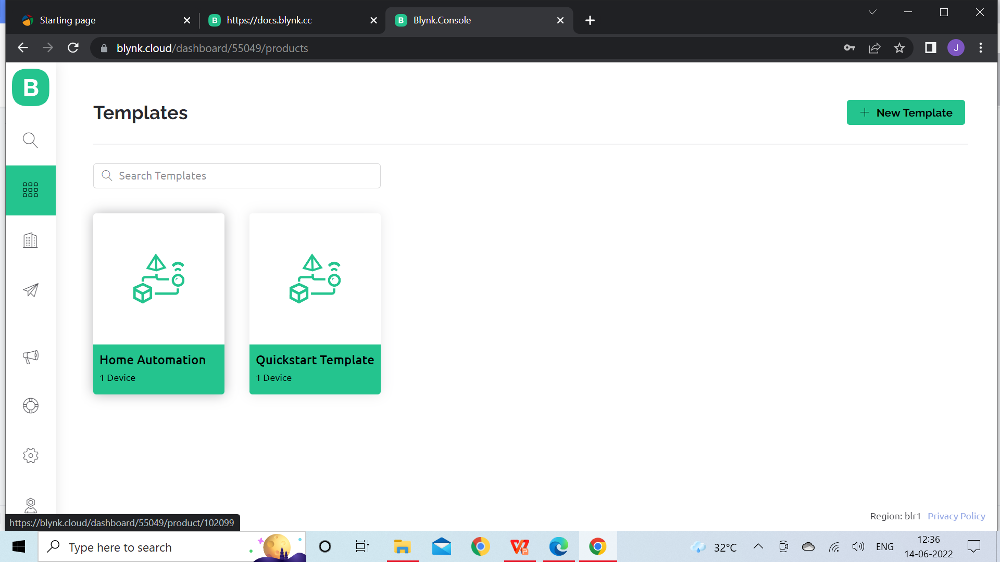 Starting page
B https://docs.blynk.cc
B Blynk.Console
blynk.cloud/dashboard/55049/products
J
B
Templates
New Template
Search Templates
Home Automation
1 Device
Quickstart Template
1 Device
Region: blr1 Privacy Policy
https://blynk.cloud/dashboard/55049/product/102099
Type here to search
32°C
ENG
12:36
14-06-2022